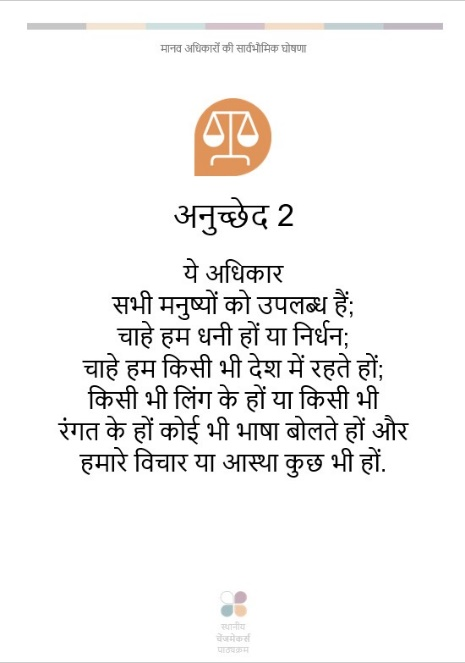 मानव अधिकारों की सार्वभौमिक घोषणा
अनुच्छेद 2
ये अधिकार
सभी मनुष्यों को उपलब्ध हैं;
चाहे हम धनी हों या निर्धन;
चाहे हम किसी भी देश में रहते हों;
किसी भी लिंग के हों या किसी भी
रंगत के हों कोई भी भाषा बोलते हों और
हमारे विचार या आस्था कुछ भी हों.
स्थानीय
चेंजमेकर्स
पाठ्यक्रम